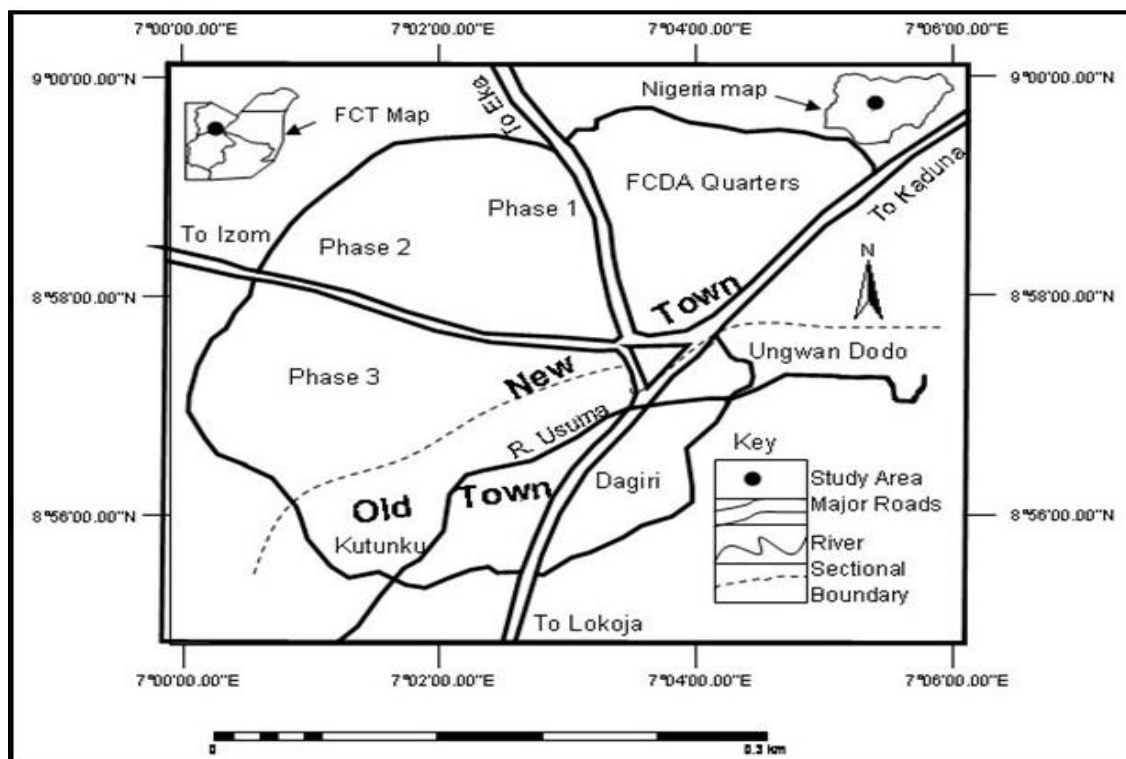 7°00'00.00"E
7°02'00.00"E
7°04'00.00"E
7°06'00.00"E
9°00'00.00"N
9°00'00.00"N
Nigeria map
FCT Map
To Eke
FCDA Quarters
To Kaduna
Phase 1
To Izom
Phase 2
N
8°58'00.00"N
8°58'00.00"N
New Town
Ungwan Dodo
Phase 3
R. Usuma
Key
Dagiri
Study Area
Old Town
Major Roads
8°56'00.00"N
8°56'00.00"N
Kutunku
River
Sectional
Boundary
To Lokoja
7°00'00.00"E
7°02'00.00"E
7°04'00.00"E
7°06'00.00"E
0
0.3 km